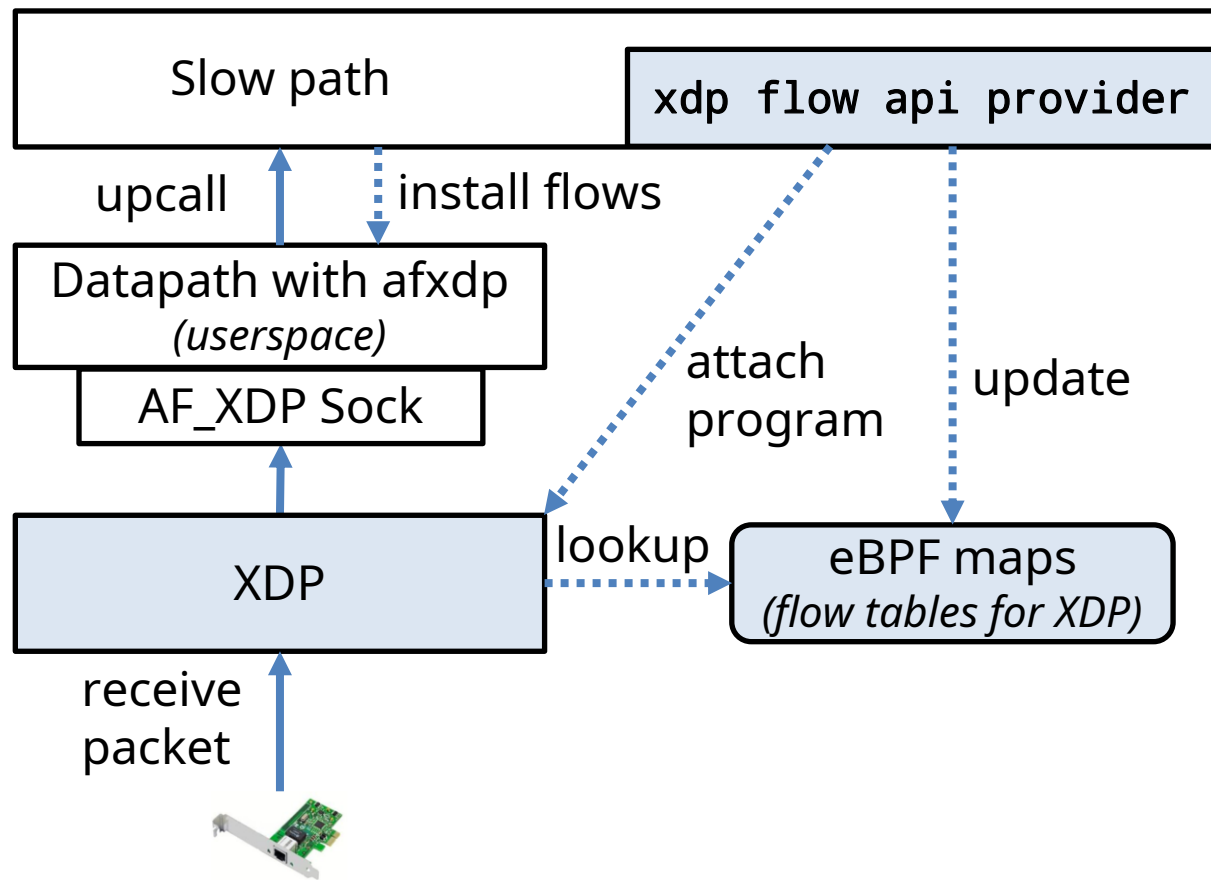 Slow path
xdp flow api provider
upcall
install flows
Datapath with afxdp
(userspace)
AF_XDP Sock
attach
program
update
XDP
lookup
eBPF maps
(flow tables for XDP)
receive
packet